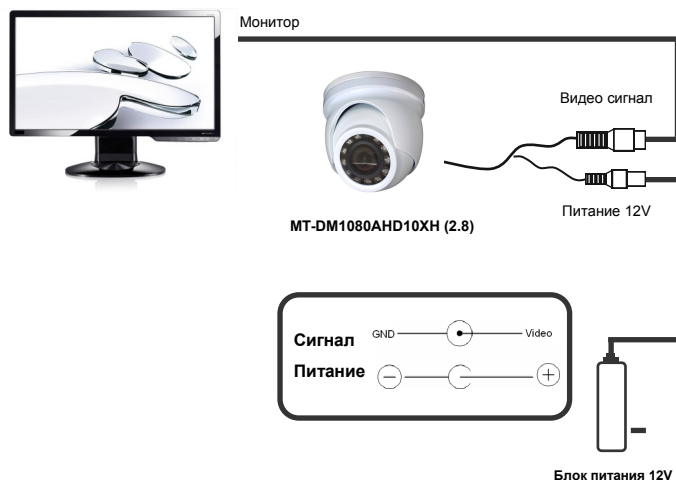 Монитор
Видео сигнал
Питание 12V
MT-DM1080AHD10XH (2.8)
Сигнал GND Video
Питание − +
Блок питания 12V